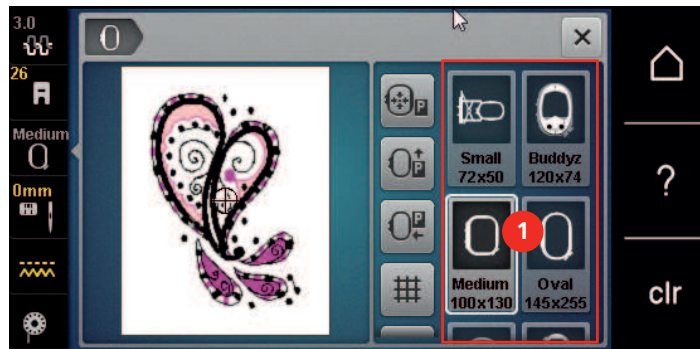 3.0
26
Medium
0mm
P
P
P
Small
72x50
Buddyz
120x74
Medium
100x130
1
Oval
145x255
?
clr